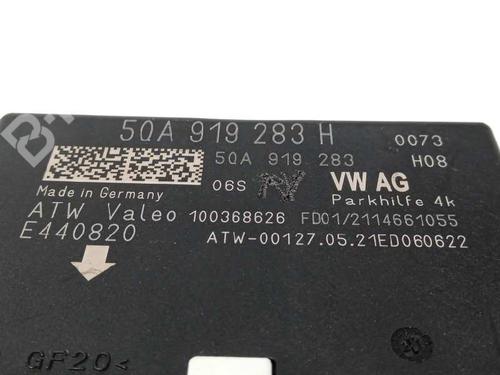 5QA 919 283 H
0073
5QA 919 283
H08
06S
VW AG
Made in Germany
Parkhilfe 4k
ATW Valeo 100368626 FD01/2114661055
E440820
ATW-00127.05.21ED060622
GF20<